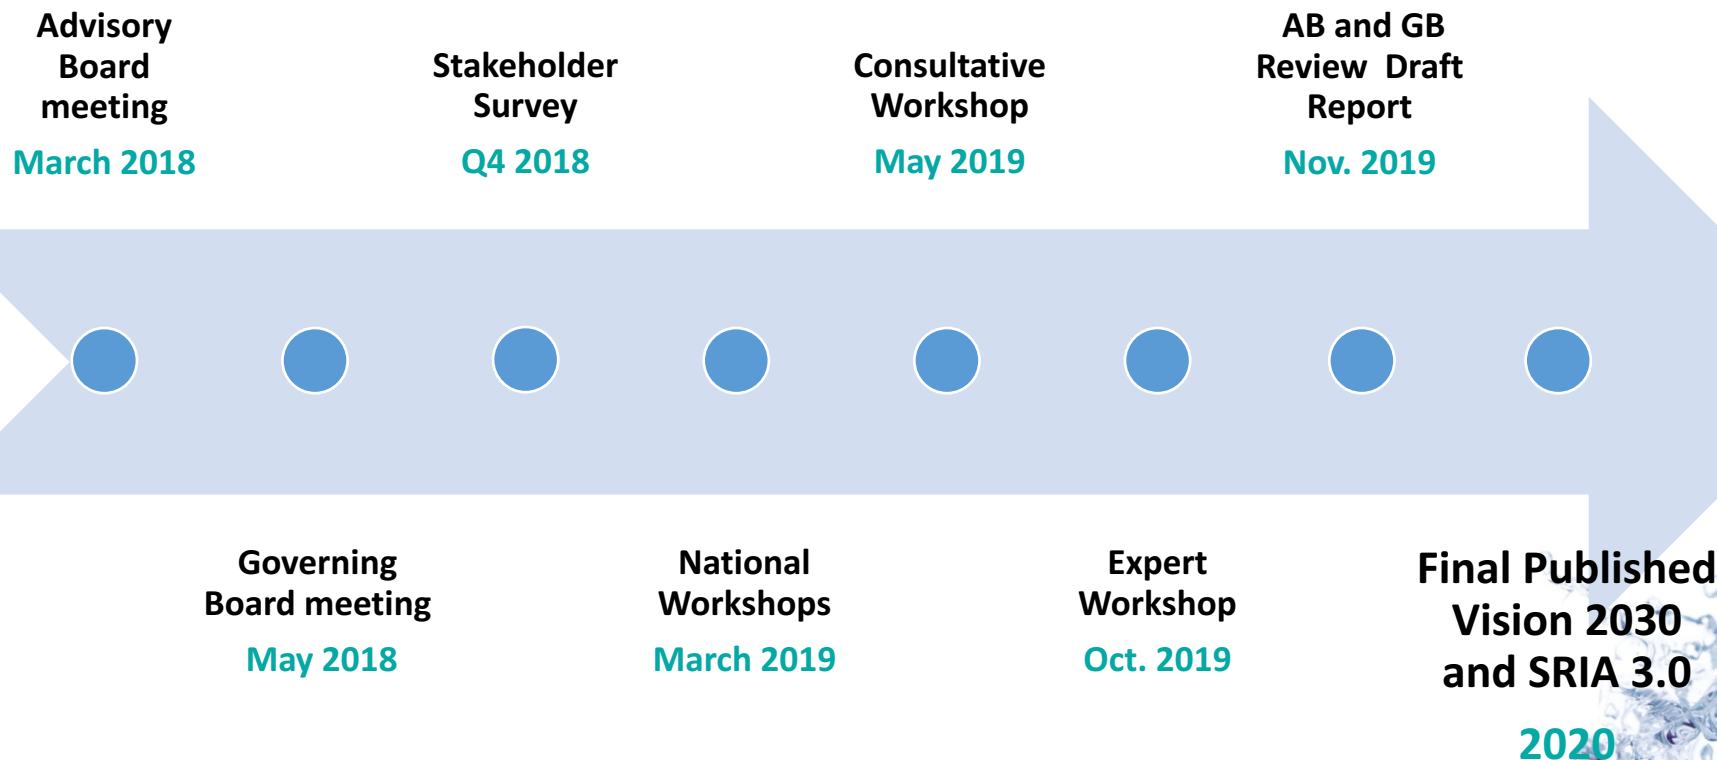 Advisory
Board
meeting
March 2018
Stakeholder
Survey
Q4 2018
Consultative
Workshop
May 2019
AB and GB
Review  Draft
Report
Nov. 2019
Governing
Board meeting
May 2018
National
Workshops
March 2019
Expert
Workshop
Oct. 2019
Final Published
Vision 2030
and SRIA 3.0
2020